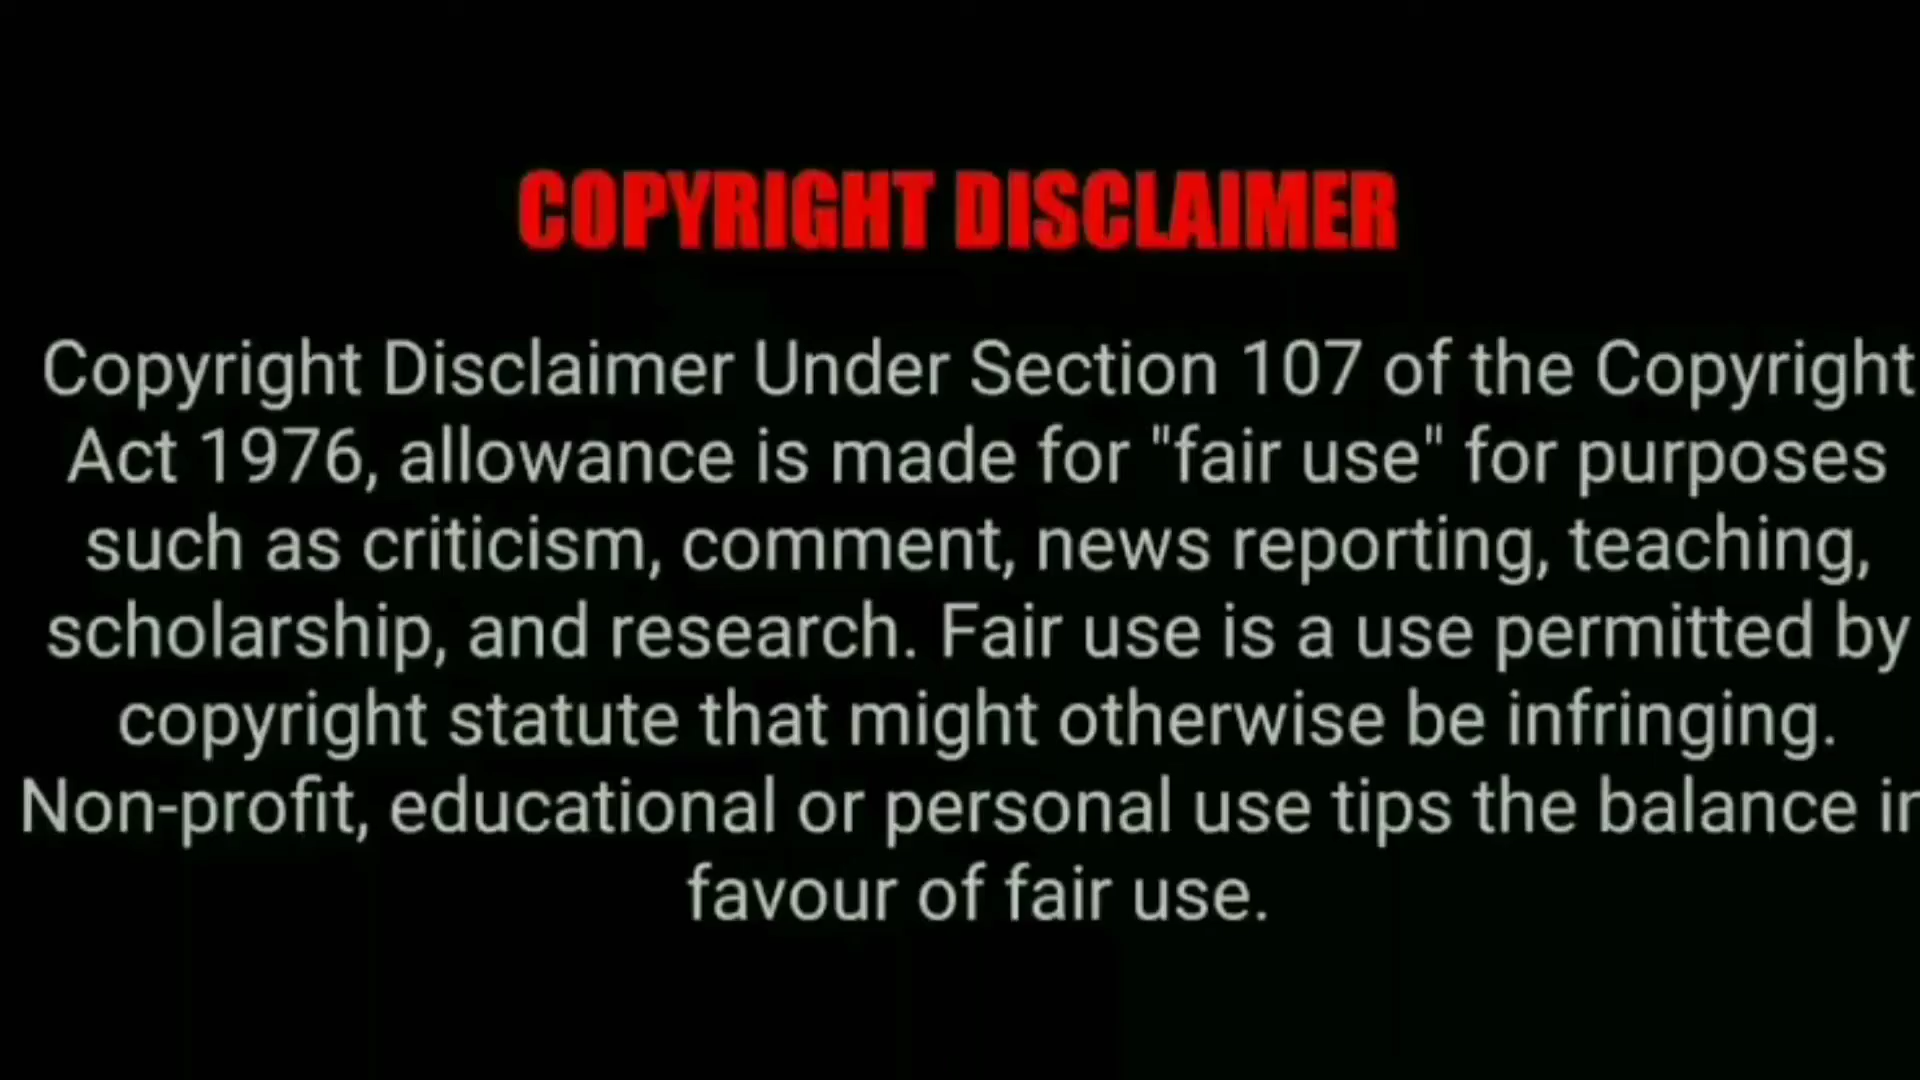 COPYRIGHT DISCLAIMER
Copyright Disclaimer Under Section 107 of the Copyright
Act 1976, allowance is made for "fair use" for purposes
such as criticism, comment, news reporting, teaching,
scholarship, and research. Fair use is a use permitted by
copyright statute that might otherwise be infringing.
Non-profit, educational or personal use tips the balance in
favour of fair use.